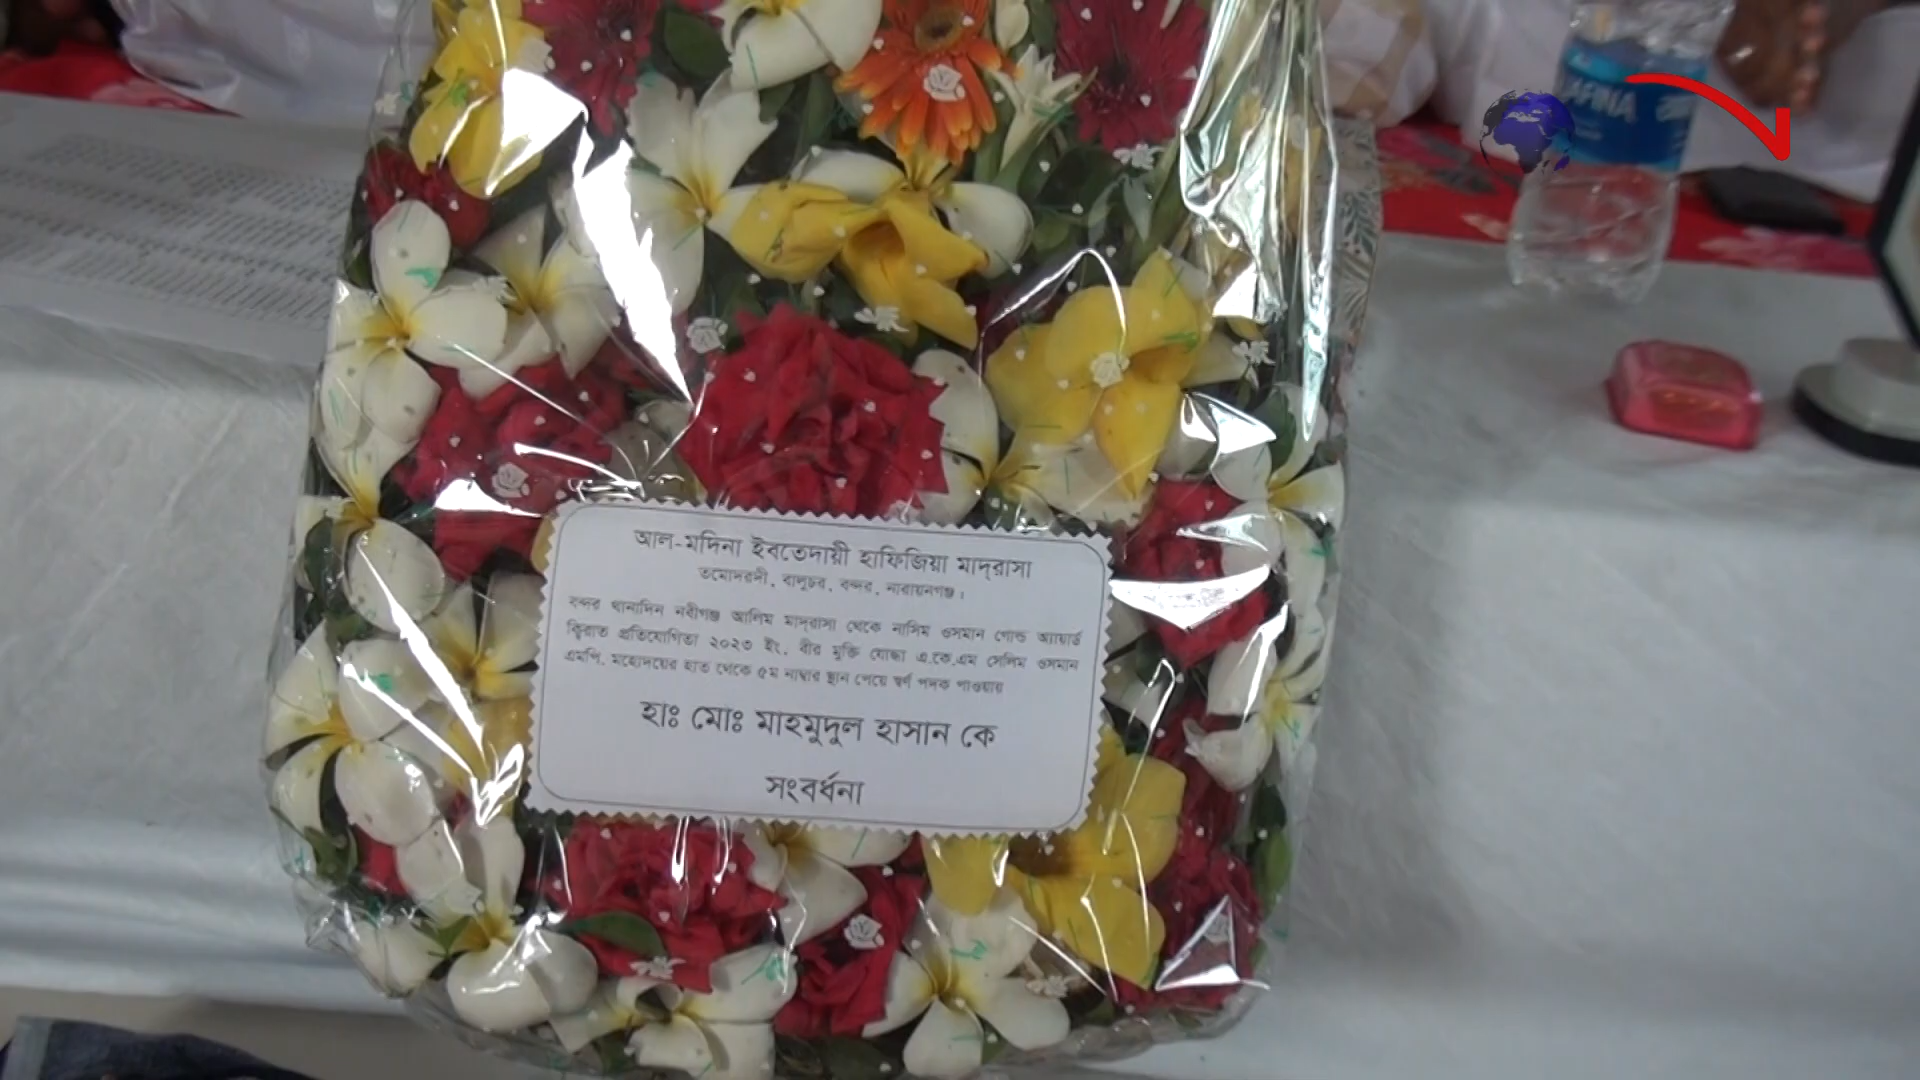 AFINA
আল-মদিনা ইবতেদায়ী হাফিজিয়া মাদ্‌রাসা
তমোদরদী, বালুচর, বন্দর, নারায়নগঞ্জ।
বন্দর থানাদিন নবীগঞ্জ আলিম মাদ্‌রাসা থেকে নাসিম ওসমান গোল্ড অ্যায়ার্ড
ক্বিরাত প্রতিযোগিতা ২০২৩ ইং, বীর মুক্তি যোদ্ধা এ.কে.এম সেলিম ওসমান
এমপি. মহোদয়ের হাত থেকে ৫ম নাম্বার স্থান পেয়ে স্বর্ণ পদক পাওয়ায়
হাঃ মোঃ মাহমুদুল হাসান কে
সংবর্ধনা